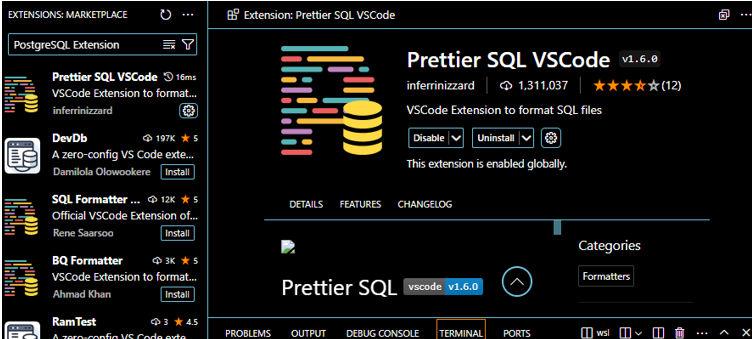 EXTENSIONS: MARKETPLACE
PostgreSQL Extension
Prettier SQL VSCode 16ms
VSCode Extension to format...
inferrinizzard
DevDb 197K 5
A zero-config VS Code exte...
Damilola Olowookere Install
SQL Formatter ... 12K 5
Official VSCode Extension of...
Rene Saarsoo Install
BQ Formatter 3K 5
VSCode Extension to format...
Ahmad Khan Install
RamTest 3 4.5
A zero-config VS Code exte...
Extension: Prettier SQL VSCode
Prettier SQL VSCode v1.6.0
inferrinizzard 1,311,037 (12)
VSCode Extension to format SQL files
Disable Uninstall
This extension is enabled globally.
DETAILS FEATURES CHANGELOG
Prettier SQL vscode v1.6.0
Categories
Formatters
PROBLEMS OUTPUT DEBUG CONSOLE TERMINAL PORTS wsl